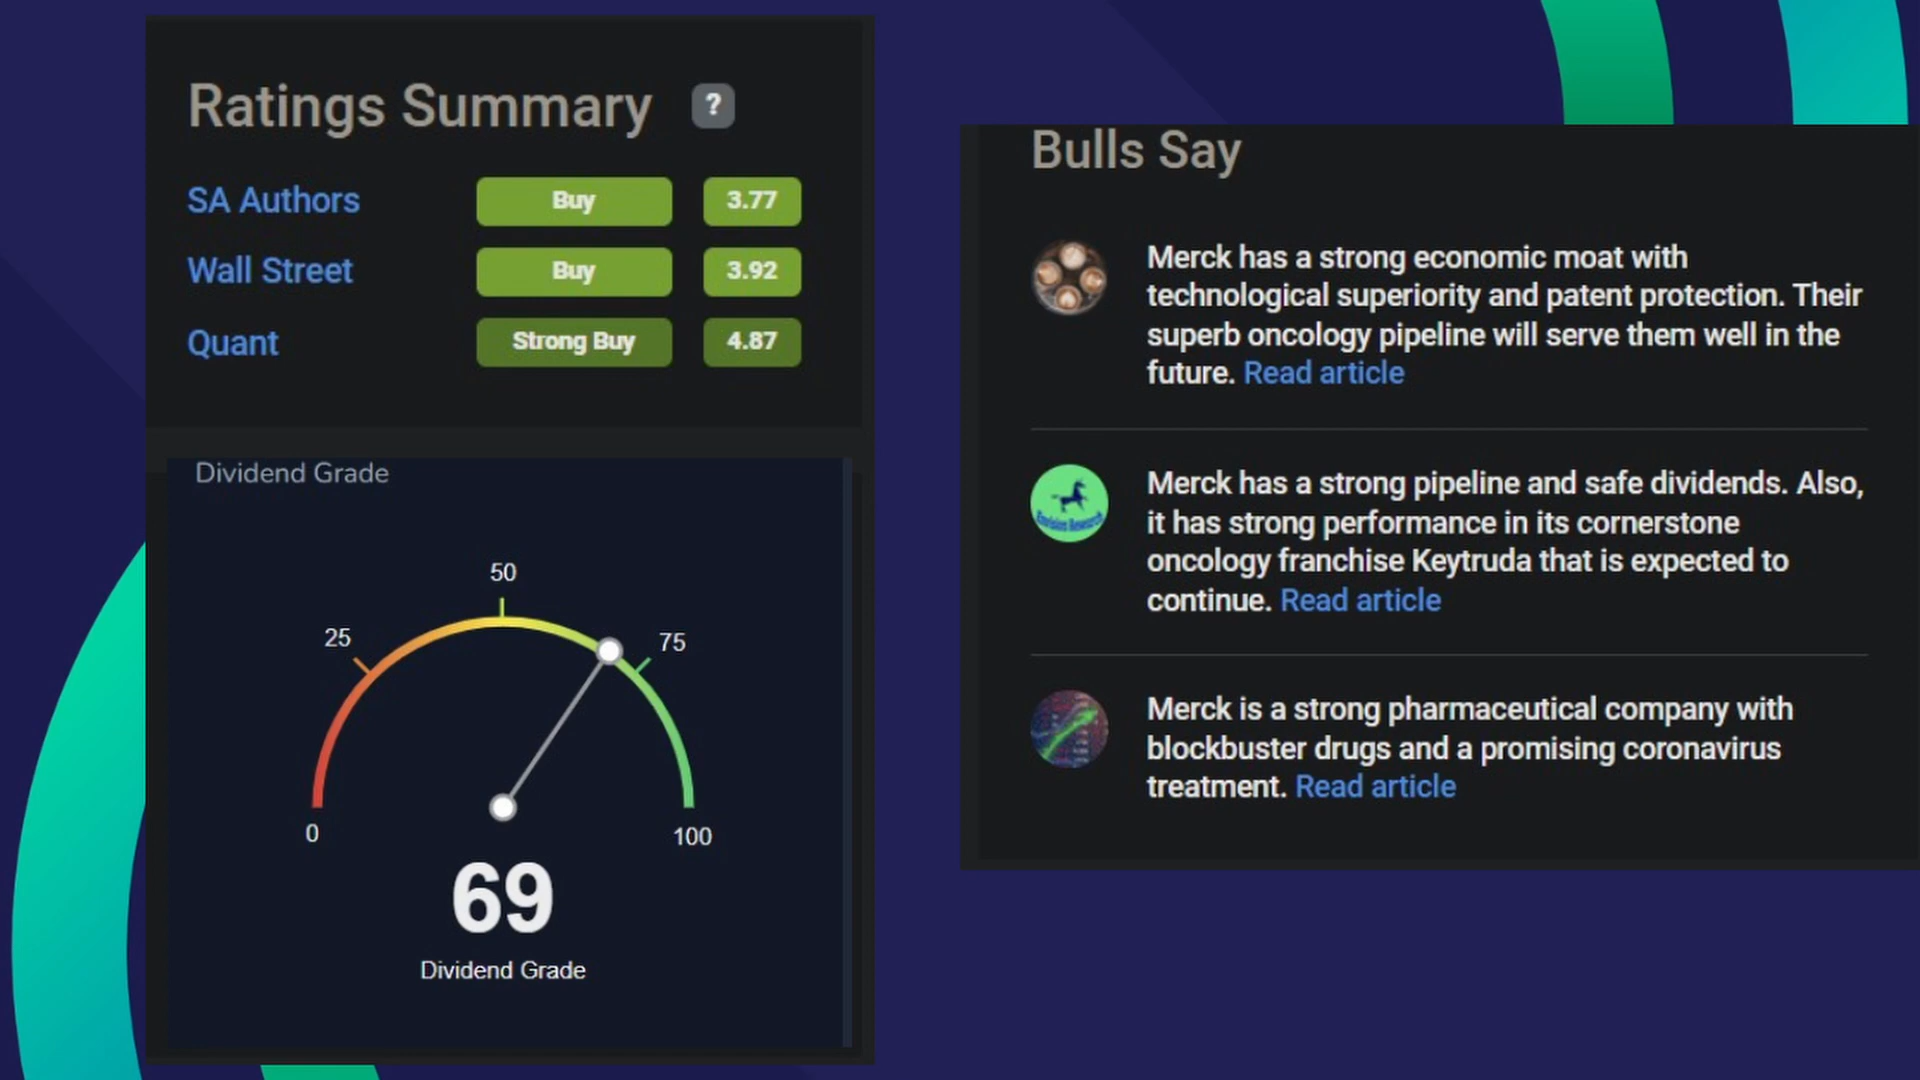 Ratings Summary ?
SA Authors Buy 3.77
Wall Street Buy 3.92
Quant Strong Buy 4.87
Dividend Grade
50
25 75
0 100
69
Dividend Grade
Bulls Say
Merck has a strong economic moat with
technological superiority and patent protection. Their
superb oncology pipeline will serve them well in the
future. Read article
Envision Research
Merck has a strong pipeline and safe dividends. Also,
it has strong performance in its cornerstone
oncology franchise Keytruda that is expected to
continue. Read article
Merck is a strong pharmaceutical company with
blockbuster drugs and a promising coronavirus
treatment. Read article